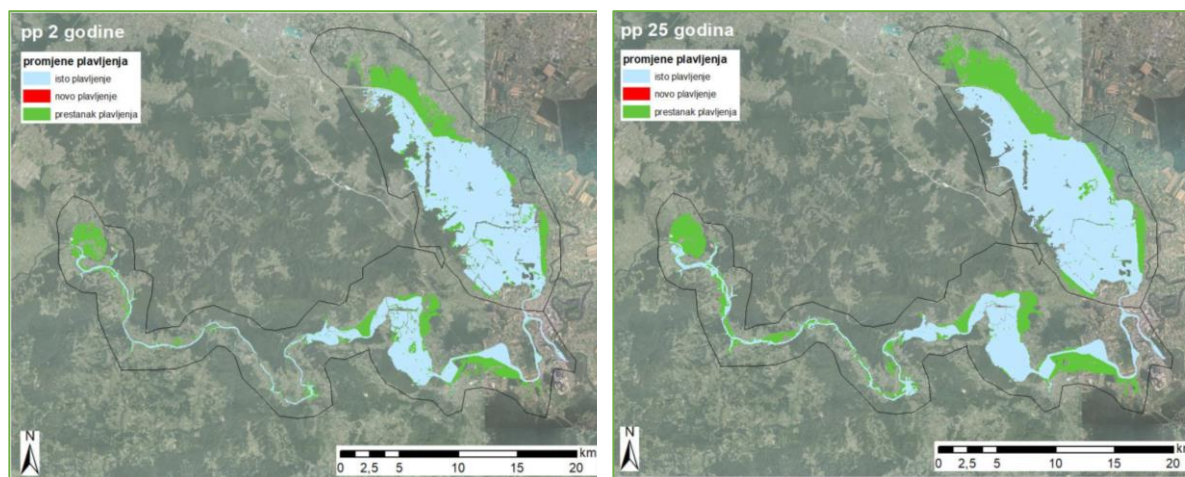 pp 2 godine
promjene plavljenja
isto plavljenje
novo plavljenje
prestanak plavljenja
N
km
0 2,5 5 10 15 20
pp 25 godina
promjene plavljenja
isto plavljenje
novo plavljenje
prestanak plavljenja
N
km
0 2,5 5 10 15 20